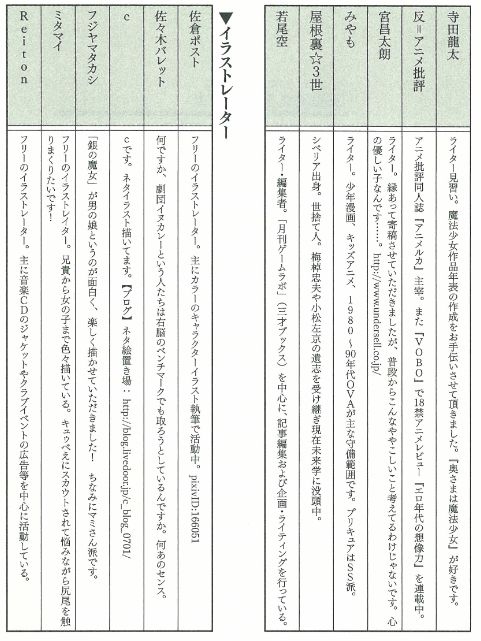 寺田龍太
ライター見習い。魔法少女作品年表の作成をお手伝いさせて頂きました。『奥さまは魔法少女』が好きです。
反=アニメ批評
アニメ批評同人誌『アニメルカ』主宰。また『VOBO』で18禁アニメレビュー『エロ年代の想像力』を連載中。
宮昌太朗
ライター。縁あって寄稿させていただきましたが、普段からこんなややこしいこと考えてるわけじゃないです。心
の優しい子なんです……。http://www.undersell.co.jp/
みやも
ライター。少年漫画、キッズアニメ、1980~90年代OVAが主な守備範囲です。プリキュアはSS派。
屋根裏☆3世
シベリア出身。世捨て人。梅棹忠夫や小松左京の遺志を受け継ぎ現在未来学に没頭中。
若尾空
ライター・編集者。「月刊ゲームラボ」(三才ブックス)を中心に、記事編集および企画・ライティングを行っている。
▼イラストレーター
佐倉ポスト
フリーのイラストレーター。主にカラーのキャラクターイラスト執筆で活動中。pixivID:166051
佐々木バレット
何ですか、劇団イヌカレーという人たちは右脳のベンチマークでも取ろうとしているんですか。何あのセンス。
c
cです。ネタイラスト描いてます。【ブログ】ネタ絵置き場：http://blog.livedoor.jp/c_blog_0701/
フジヤマタカシ
「銀の魔女」が男の娘というのが面白く、楽しく描かせていただきました! ちなみにマミさん派です。
ミタマイ
フリーのイラストレイター。兄貴から女の子まで色々描いている。キュゥべえにスカウトされて悩みながら尻尾を触
りまくりたいです!
Reiton
フリーのイラストレーター。主に音楽CDのジャケットやクラブイベントの広告等を中心に活動している。